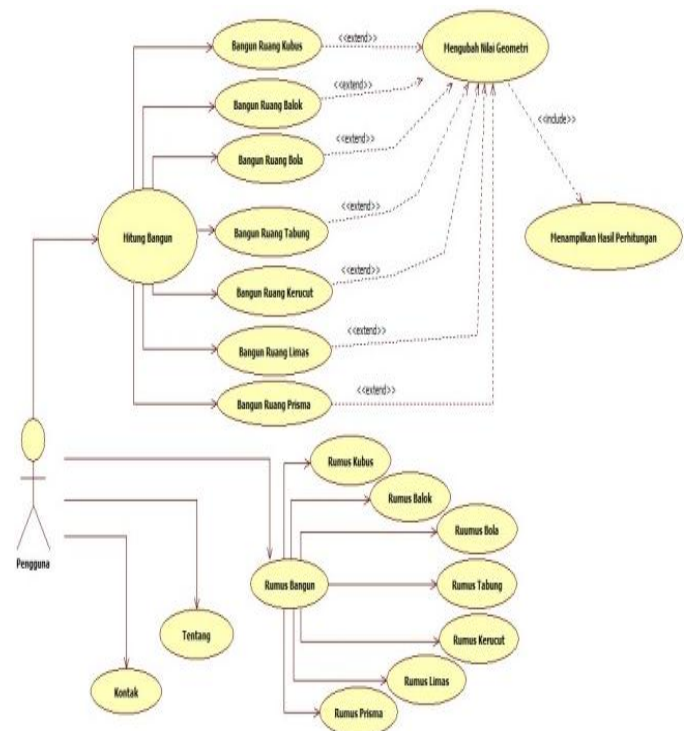 Bangun Ruang Kubus
<<extend>>
Mengubah Nilai Geometri
Bangun Ruang Balok
<<extend>>
<<include>>
Bangun Ruang Bola
<<extend>>
Hitung Bangun
Bangun Ruang Tabung
<<extend>>
Menampilkan Hasil Perhitungan
Bangun Ruang Kerucut
<<extend>>
Bangun Ruang Limas
<<extend>>
Bangun Ruang Prisma
<<extend>>
Pengguna
Rumus Kubus
Rumus Balok
Ruumus Bola
Rumus Bangun
Rumus Tabung
Tentang
Rumus Kerucut
Rumus Limas
Kontak
Rumus Prisma